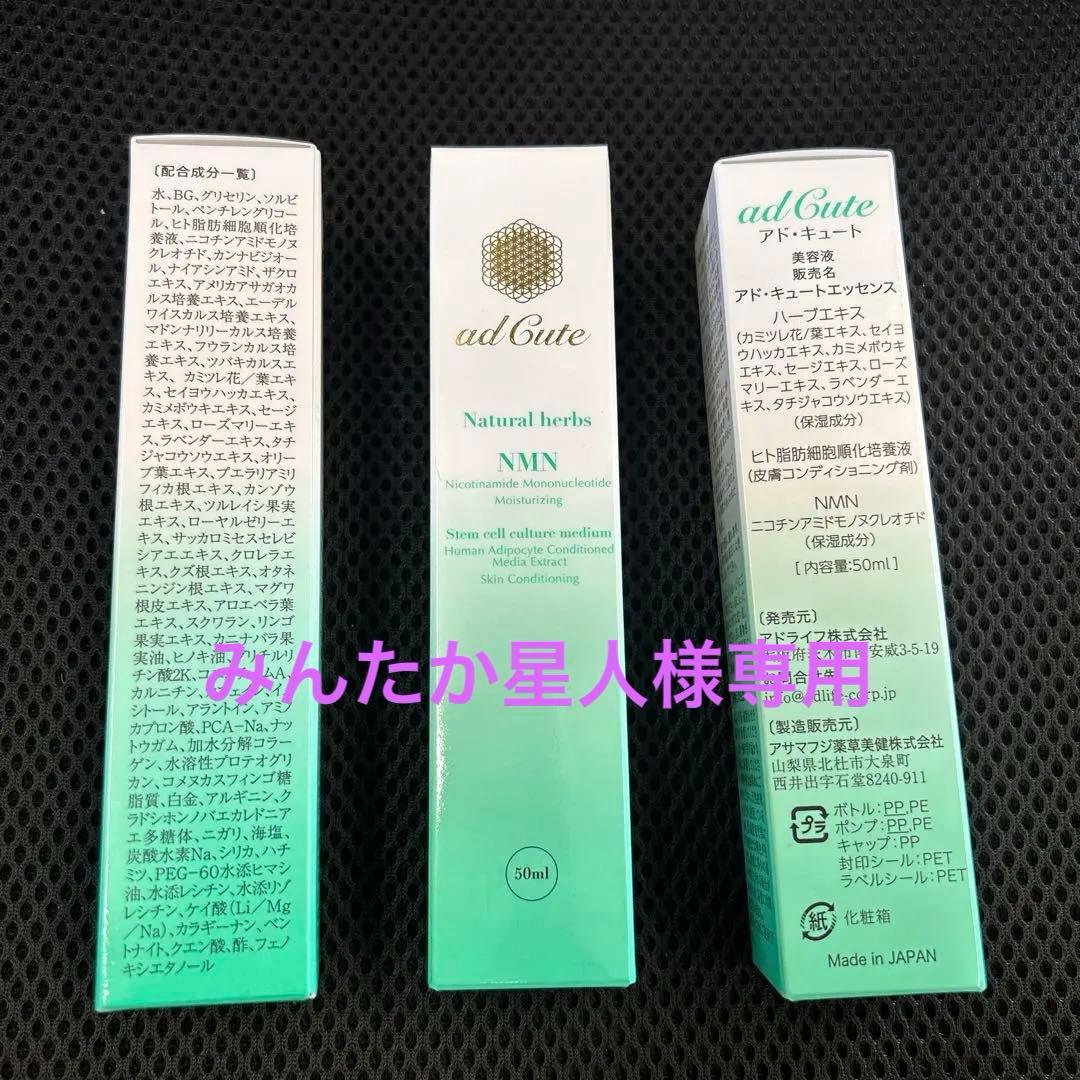 〔配合成分一覧〕
水、BG、グリセリン、ソルビ
トール、ペンチレングリコー
ル、ヒト脂肪細胞順化培
養液、ニコチンアミドモノヌ
クレオチド、カンナビジオー
ル、ナイアシンアミド、ザクロ
エキス、アメリカアサガオカ
ルス培養エキス、エーデル
ワイスカルス培養エキス、
マドンナリリーカルス培養
エキス、フウランカルス培
養エキス、ツバキカルスエ
キス、カミツレ花／葉エキ
ス、セイヨウハッカエキス、
カミメボウキエキス、セージ
エキス、ローズマリーエキ
ス、ラベンダーエキス、タチ
ジャコウソウエキス、オリー
ブ葉エキス、プエラリアミリ
フィカ根エキス、カンゾウ
根エキス、ソルレイシ果実
エキス、ローヤルゼリーエ
キス、サッカロミセスセレビ
シアエエキス、クロレラエ
キス、クズ根エキス、オタネ
ニンジン根エキス、マグワ
根皮エキス、アロエベラ葉
エキス、スクワラン、リンゴ
果実エキス、カニナバラ果
実油、ヒノキ油、グリチルリ
チン酸2K、コ
カルニチン、
シトール、アラントイン、アミノ
カプロン酸、PCA-Na、ナッ
トウガム、加水分解コラー
ゲン、水溶性プロテオグリ
カン、コメヌカスフィンゴ糖
脂質、白金、アルギニン、ク
ラドシホンノバエカレドニア
エ多糖体、ニガリ、海塩、
炭酸水素Na、シリカ、ハチ
ミツ、PEG-60水添ヒマシ
油、水添レシチン、水添リゾ
レシチン、ケイ酸（Li／Mg
／Na）、カラギーナン、ベン
トナイト、クエン酸、酢、フェノ
キシエタノール
ad Cute
Natural herbs
NMN
Nicotinamide Mononucleotide
Moisturizing
Stem cell culture medium
Human Adipocyte Conditioned
Media Extract
Skin Conditioning
50ml
ad Cute
アド・キュート
美容液
販売名
アド・キュートエッセンス
ハーブエキス
（カミツレ花/葉エキス、セイヨ
ウハッカエキス、カミメボウキ
エキス、セージエキス、ローズ
マリーエキス、ラベンダーエ
キス、タチジャコウソウエキス）
（保湿成分）
ヒト脂肪細胞順化培養液
（皮膚コンディショニング剤）
NMN
ニコチンアミドモノヌクレオチド
（保湿成分）
［内容量:50ml］
〔発売元〕
アドライフ株式会社
府茨木市 安威3-5-19
info@adlife-corp.jp
〔製造販売元〕
アサマフジ薬草美健株式会社
山梨県北杜市大泉町
西井出字石堂8240-911
プラ
ボトル：PP,PE
ポンプ：PP,PE
キャップ：PP
封印シール：PET
ラベルシール：PET
紙
化粧箱
Made in JAPAN
みんたか星人様専用